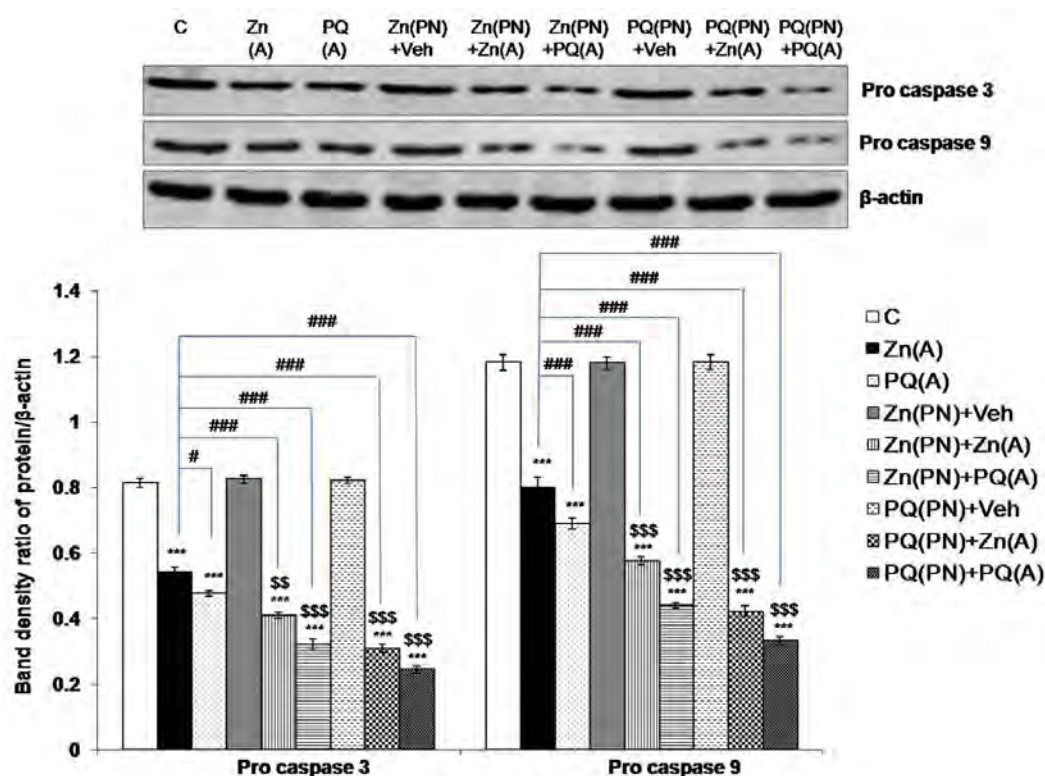 C Zn PQ Zn(PN) Zn(PN) Zn(PN) PQ(PN) PQ(PN) PQ(PN)
(A) (A) +Veh +Zn(A) +PQ(A) +Veh +Zn(A) +PQ(A)
Pro caspase 3
Pro caspase 9
β-actin
Band density ratio of protein/β-actin
1.4
1.2
1
0.8
0.6
0.4
0.2
0
###
###
###
###
#
***
***
$$
***
$$$
***
$$$
***
$$$
***
###
###
###
###
###
***
***
$$$
***
$$$
***
$$$
***
$$$
***
Pro caspase 3
Pro caspase 9
C
Zn(A)
PQ(A)
Zn(PN)+Veh
Zn(PN)+Zn(A)
Zn(PN)+PQ(A)
PQ(PN)+Veh
PQ(PN)+Zn(A)
PQ(PN)+PQ(A)